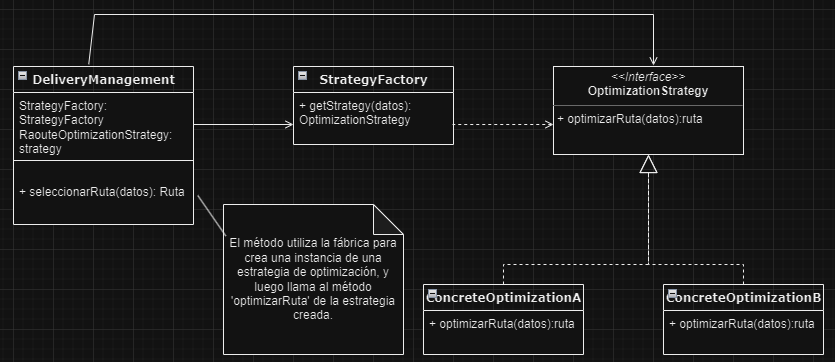 DeliveryManagement
StrategyFactory:
StrategyFactory
RaouteOptimizationStrategy:
strategy
+ seleccionarRuta(datos): Ruta
StrategyFactory
+ getStrategy(datos):
OptimizationStrategy
<<Interface>>
OptimizationStrategy
+ optimizarRuta(datos):ruta
El método utiliza la fábrica para
crea una instancia de una
estrategia de optimización, y
luego llama al método
'optimizarRuta' de la estrategia
creada.
ConcreteOptimizationA
+ optimizarRuta(datos):ruta
ConcreteOptimizationB
+ optimizarRuta(datos):ruta